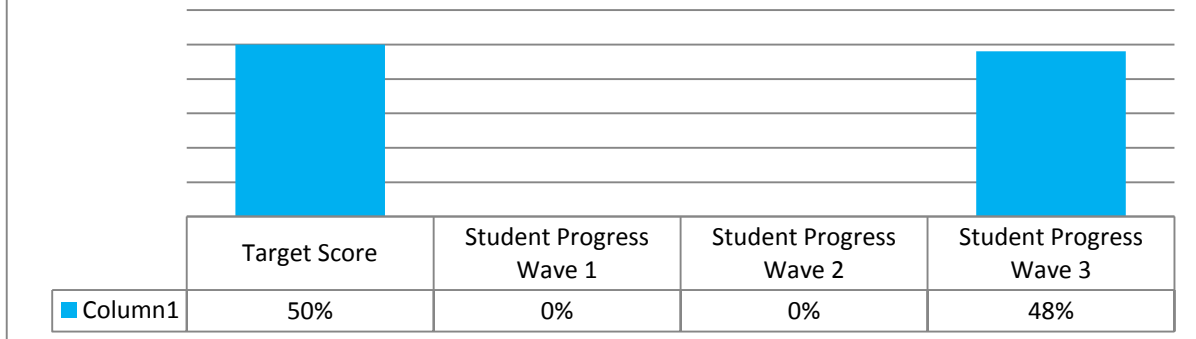 Target Score
Student Progress
Wave 1
Student Progress
Wave 2
Student Progress
Wave 3
Column1 50% 0% 0% 48%